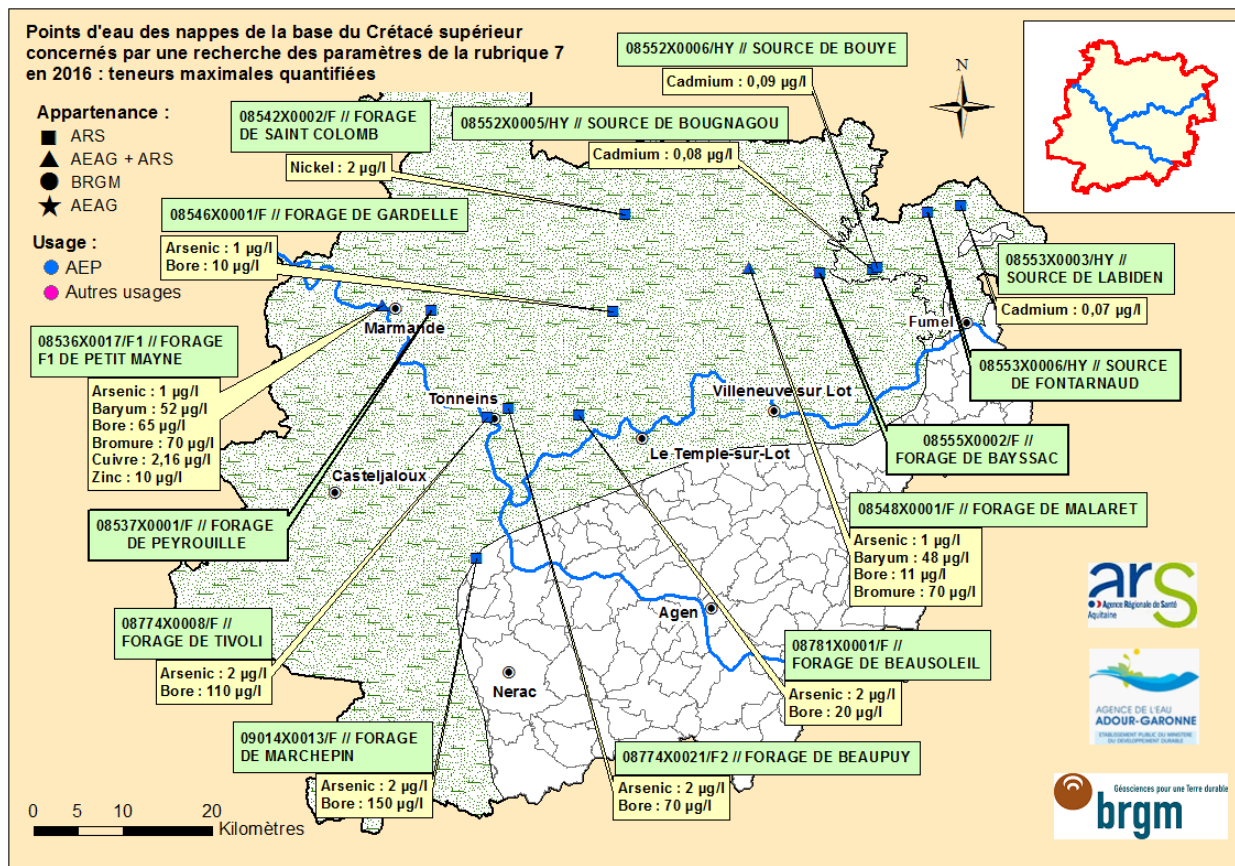 Points d'eau des nappes de la base du Crétacé supérieur
concernés par une recherche des paramètres de la rubrique 7
en 2016 : teneurs maximales quantifiées
Appartenance :
ARS
AEAG + ARS
BRGM
AEAG
Usage :
AEP
Autres usages
08552X0006/HY // SOURCE DE BOUYE
Cadmium : 0,09 µg/l
N
08542X0002/F // FORAGE
DE SAINT COLOMB
Nickel : 2 µg/l
08552X0005/HY // SOURCE DE BOUGNAGOU
Cadmium : 0,08 µg/l
08546X0001/F // FORAGE DE GARDELLE
Arsenic : 1 µg/l
Bore : 10 µg/l
08553X0003/HY //
SOURCE DE LABIDEN
Cadmium : 0,07 µg/l
Marmande
Fumel
08536X0017/F1 // FORAGE
F1 DE PETIT MAYNE
Arsenic : 1 µg/l
Baryum : 52 µg/l
Bore : 65 µg/l
Bromure : 70 µg/l
Cuivre : 2,16 µg/l
Zinc : 10 µg/l
08553X0006/HY // SOURCE
DE FONTARNAUD
Villeneuve sur Lot
Tonneins
Le Temple-sur-Lot
08555X0002/F //
FORAGE DE BAYSSAC
Casteljaloux
08537X0001/F // FORAGE
DE PEYROUILLE
08548X0001/F // FORAGE DE MALARET
Arsenic : 1 µg/l
Baryum : 48 µg/l
Bore : 11 µg/l
Bromure : 70 µg/l
ars
Agence Régionale de Santé
Aquitaine
Agen
08774X0008/F //
FORAGE DE TIVOLI
Arsenic : 2 µg/l
Bore : 110 µg/l
08781X0001/F //
FORAGE DE BEAUSOLEIL
Arsenic : 2 µg/l
Bore : 20 µg/l
Nerac
AGENCE DE L'EAU
ADOUR-GARONNE
ETABLISSEMENT PUBLIC DU MINISTERE
DU DEVELOPPEMENT DURABLE
09014X0013/F // FORAGE
DE MARCHEPIN
Arsenic : 2 µg/l
Bore : 150 µg/l
08774X0021/F2 // FORAGE DE BEAUPUY
Arsenic : 2 µg/l
Bore : 70 µg/l
0 5 10 20
Kilomètres
Géosciences pour une Terre durable
brgm